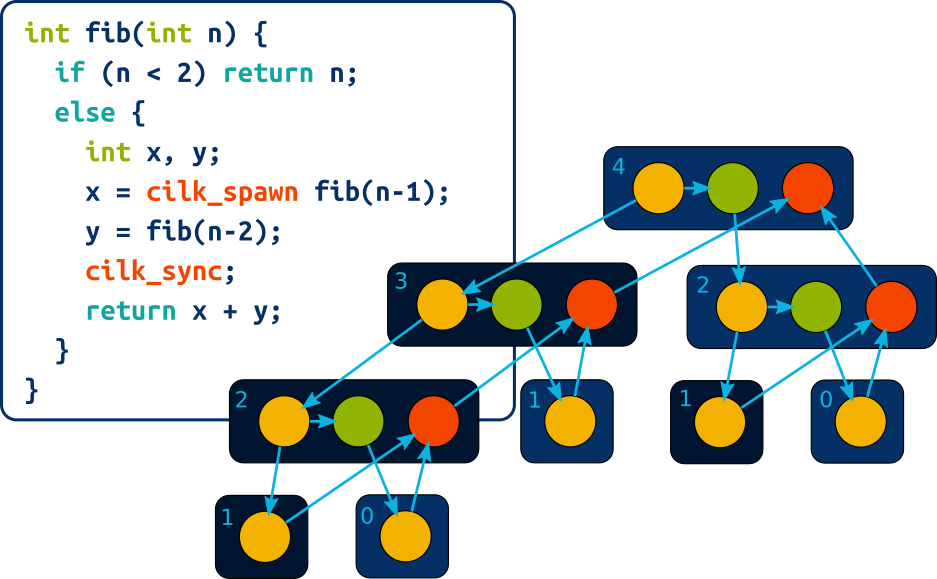 int fib(int n) {
  if (n < 2) return n;
  else {
    int x, y;
    x = cilk_spawn fib(n-1);
    y = fib(n-2);
    cilk_sync;
    return x + y;
  }
}
4
3
2
2
1
1
0
1
0